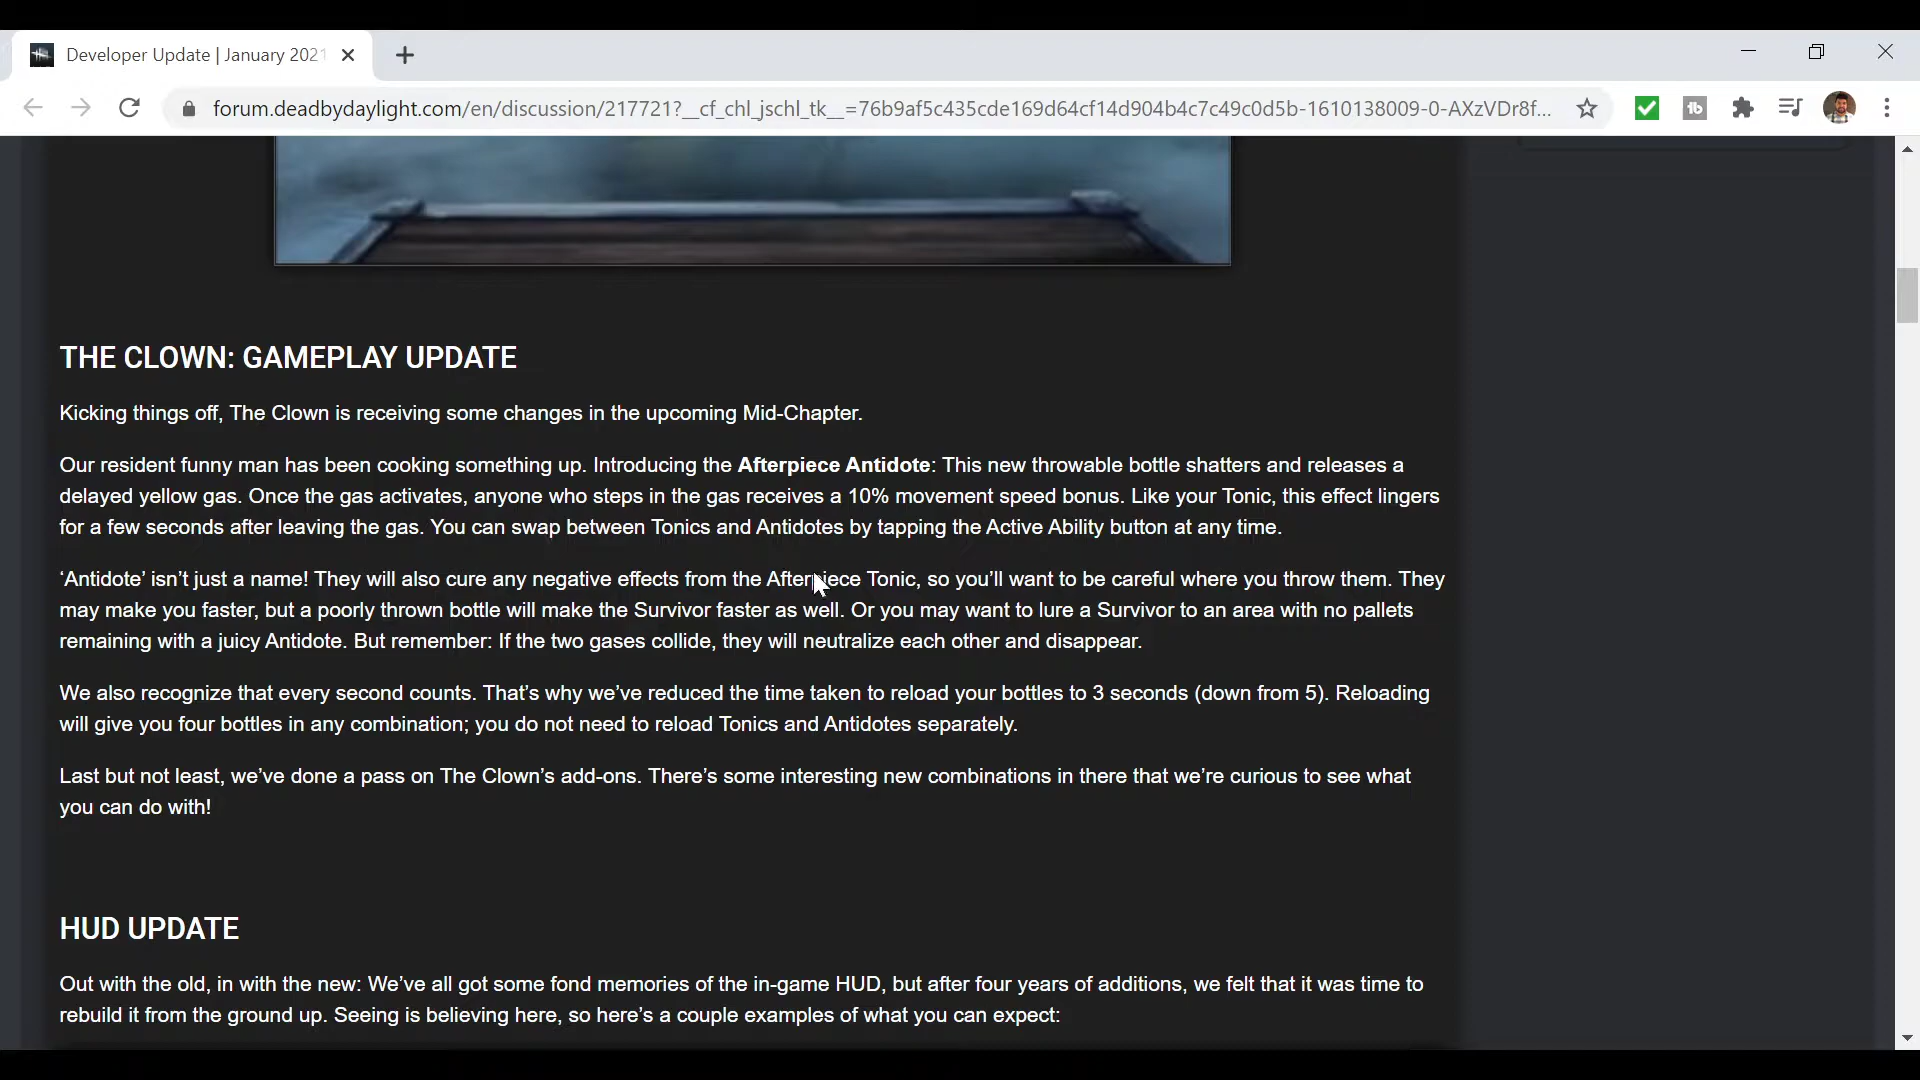 Developer Update | January 2021
forum.deadbydaylight.com/en/discussion/217721?__cf_chl_jschl_tk__=76b9af5c435cde169d64cf14d904b4c7c49c0d5b-1610138009-0-AXzVDr8f...
THE CLOWN: GAMEPLAY UPDATE
Kicking things off, The Clown is receiving some changes in the upcoming Mid-Chapter.
Our resident funny man has been cooking something up. Introducing the Afterpiece Antidote: This new throwable bottle shatters and releases a
delayed yellow gas. Once the gas activates, anyone who steps in the gas receives a 10% movement speed bonus. Like your Tonic, this effect lingers
for a few seconds after leaving the gas. You can swap between Tonics and Antidotes by tapping the Active Ability button at any time.
‘Antidote’ isn’t just a name! They will also cure any negative effects from the Afterpiece Tonic, so you’ll want to be careful where you throw them. They
may make you faster, but a poorly thrown bottle will make the Survivor faster as well. Or you may want to lure a Survivor to an area with no pallets
remaining with a juicy Antidote. But remember: If the two gases collide, they will neutralize each other and disappear.
We also recognize that every second counts. That’s why we’ve reduced the time taken to reload your bottles to 3 seconds (down from 5). Reloading
will give you four bottles in any combination; you do not need to reload Tonics and Antidotes separately.
Last but not least, we’ve done a pass on The Clown’s add-ons. There’s some interesting new combinations in there that we’re curious to see what
you can do with!
HUD UPDATE
Out with the old, in with the new: We’ve all got some fond memories of the in-game HUD, but after four years of additions, we felt that it was time to
rebuild it from the ground up. Seeing is believing here, so here’s a couple examples of what you can expect: